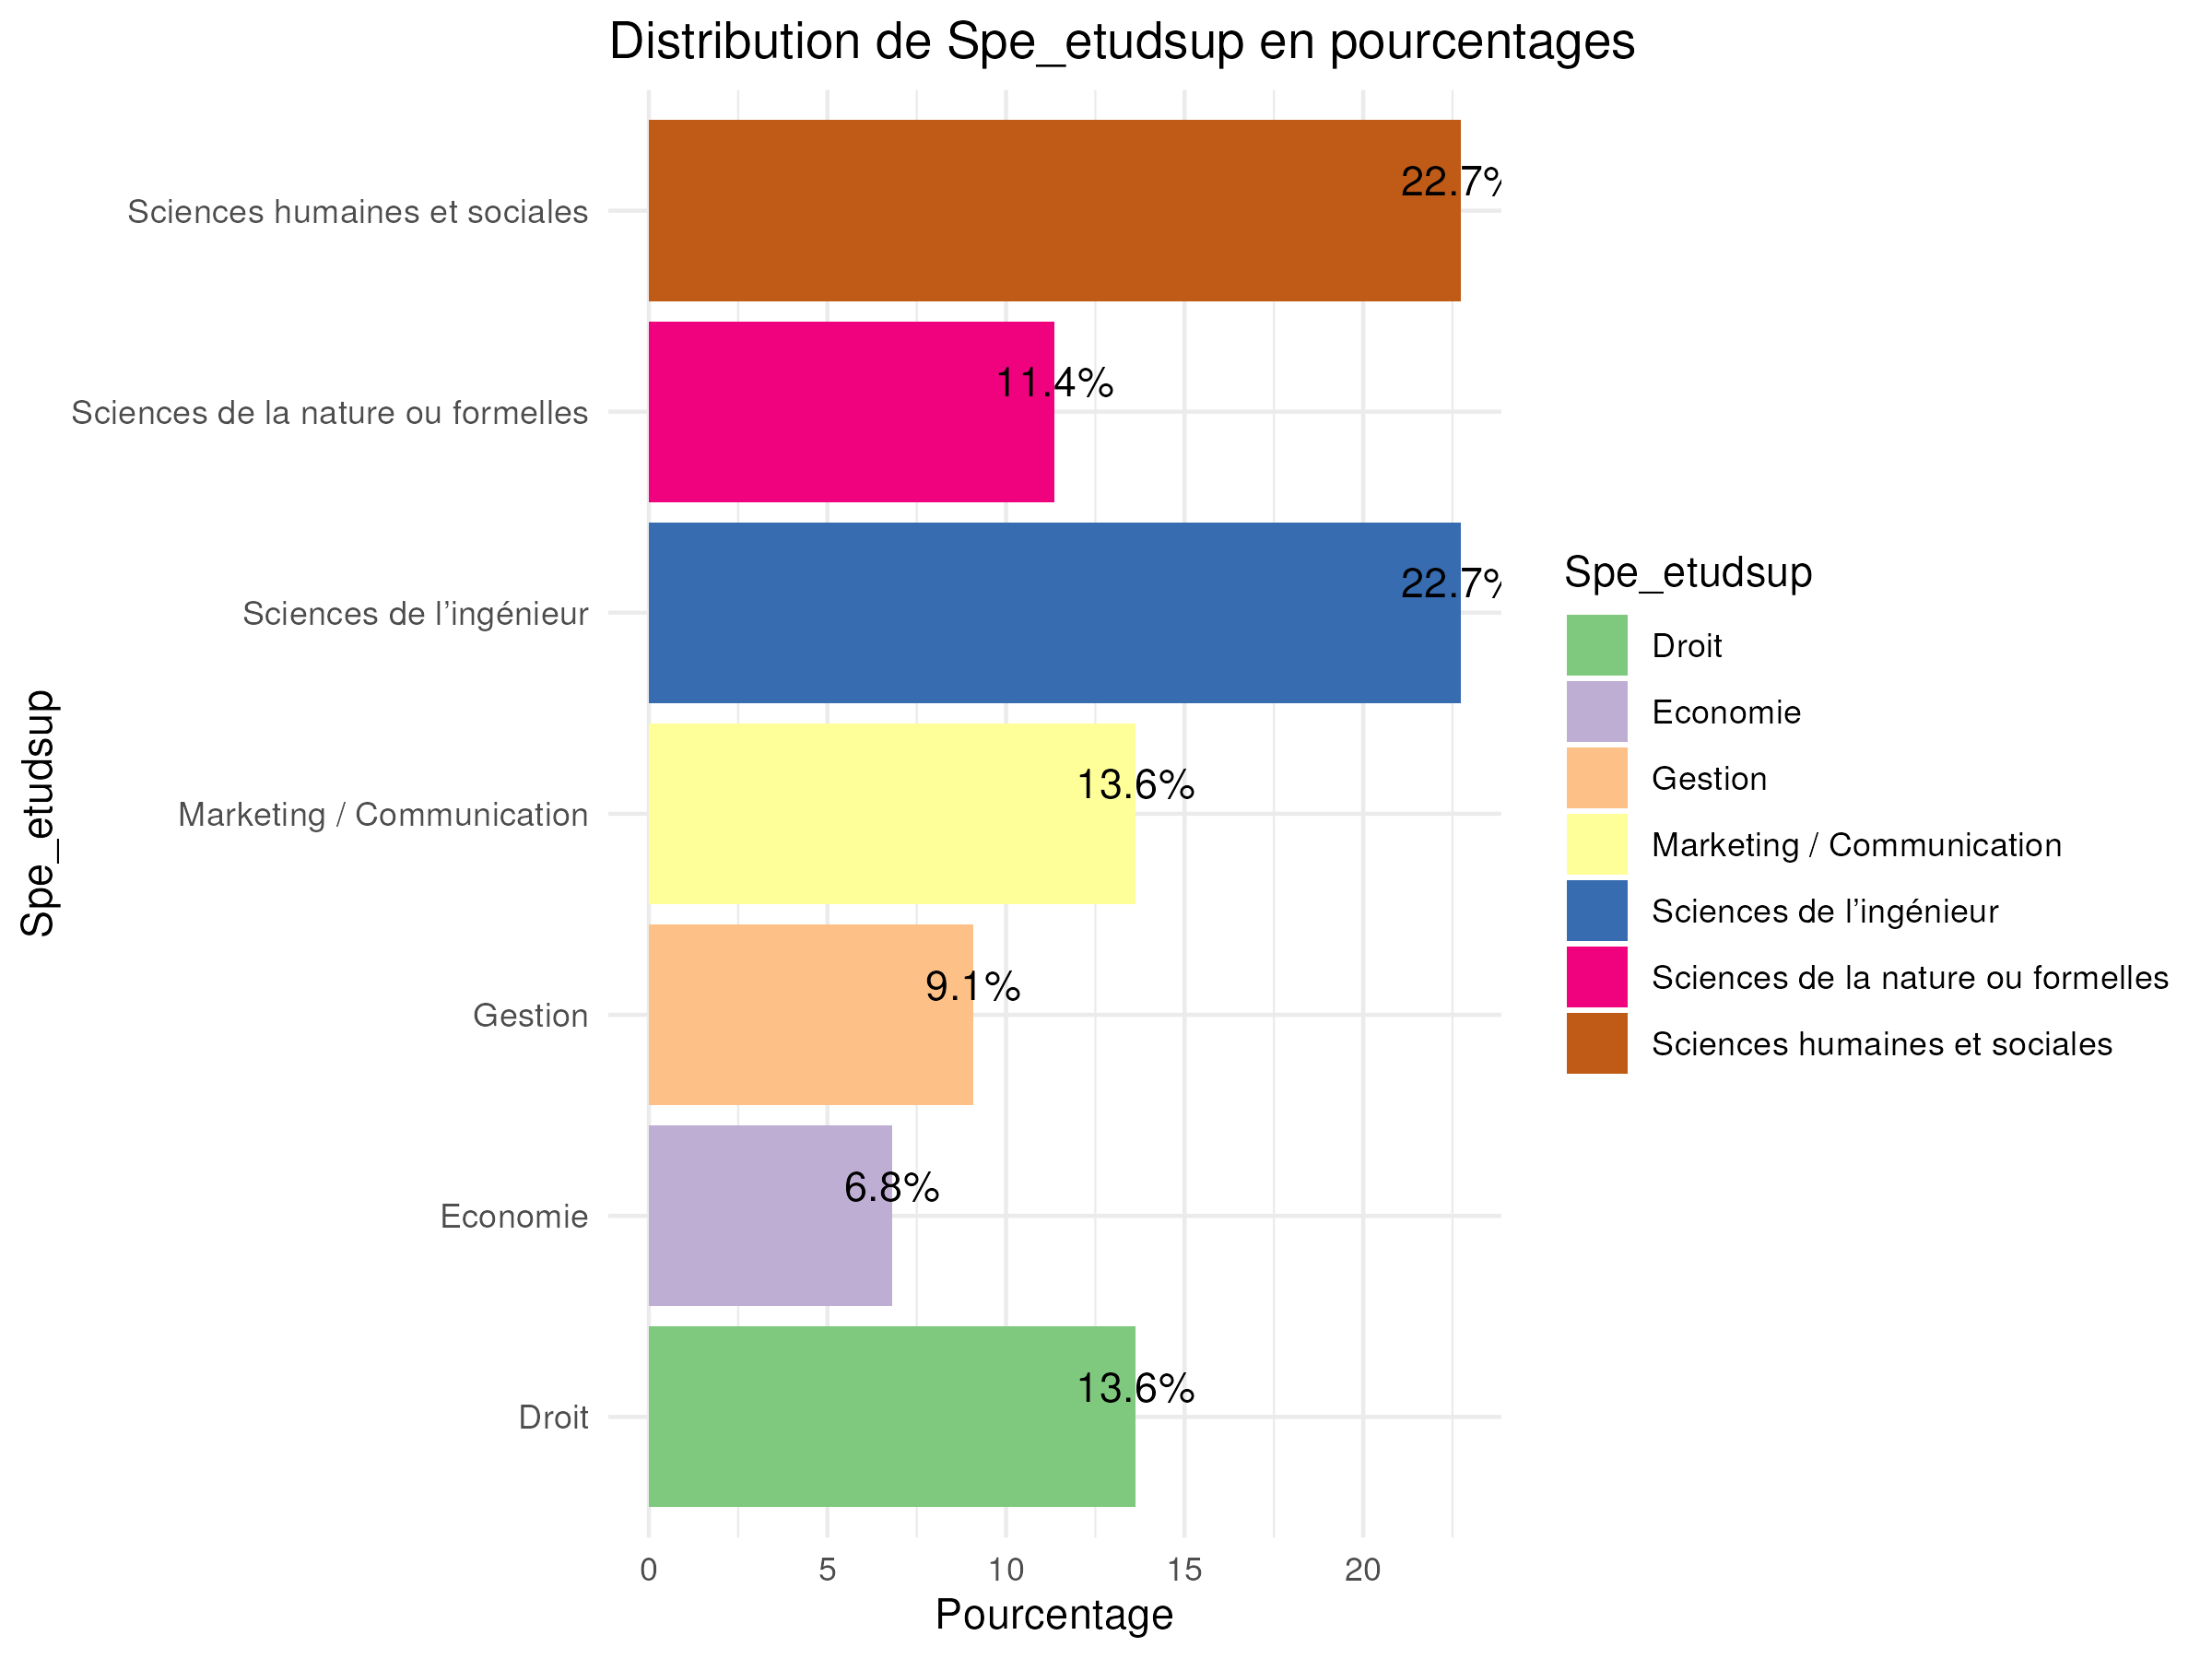 Distribution de Spe_etudsup en pourcentages
Spe_etudsup
Sciences humaines et sociales
22.7%
Sciences de la nature ou formelles
11.4%
Sciences de l’ingénieur
22.7%
Marketing / Communication
13.6%
Gestion
9.1%
Economie
6.8%
Droit
13.6%
0 5 10 15 20
Pourcentage
Spe_etudsup
Droit
Economie
Gestion
Marketing / Communication
Sciences de l’ingénieur
Sciences de la nature ou formelles
Sciences humaines et sociales